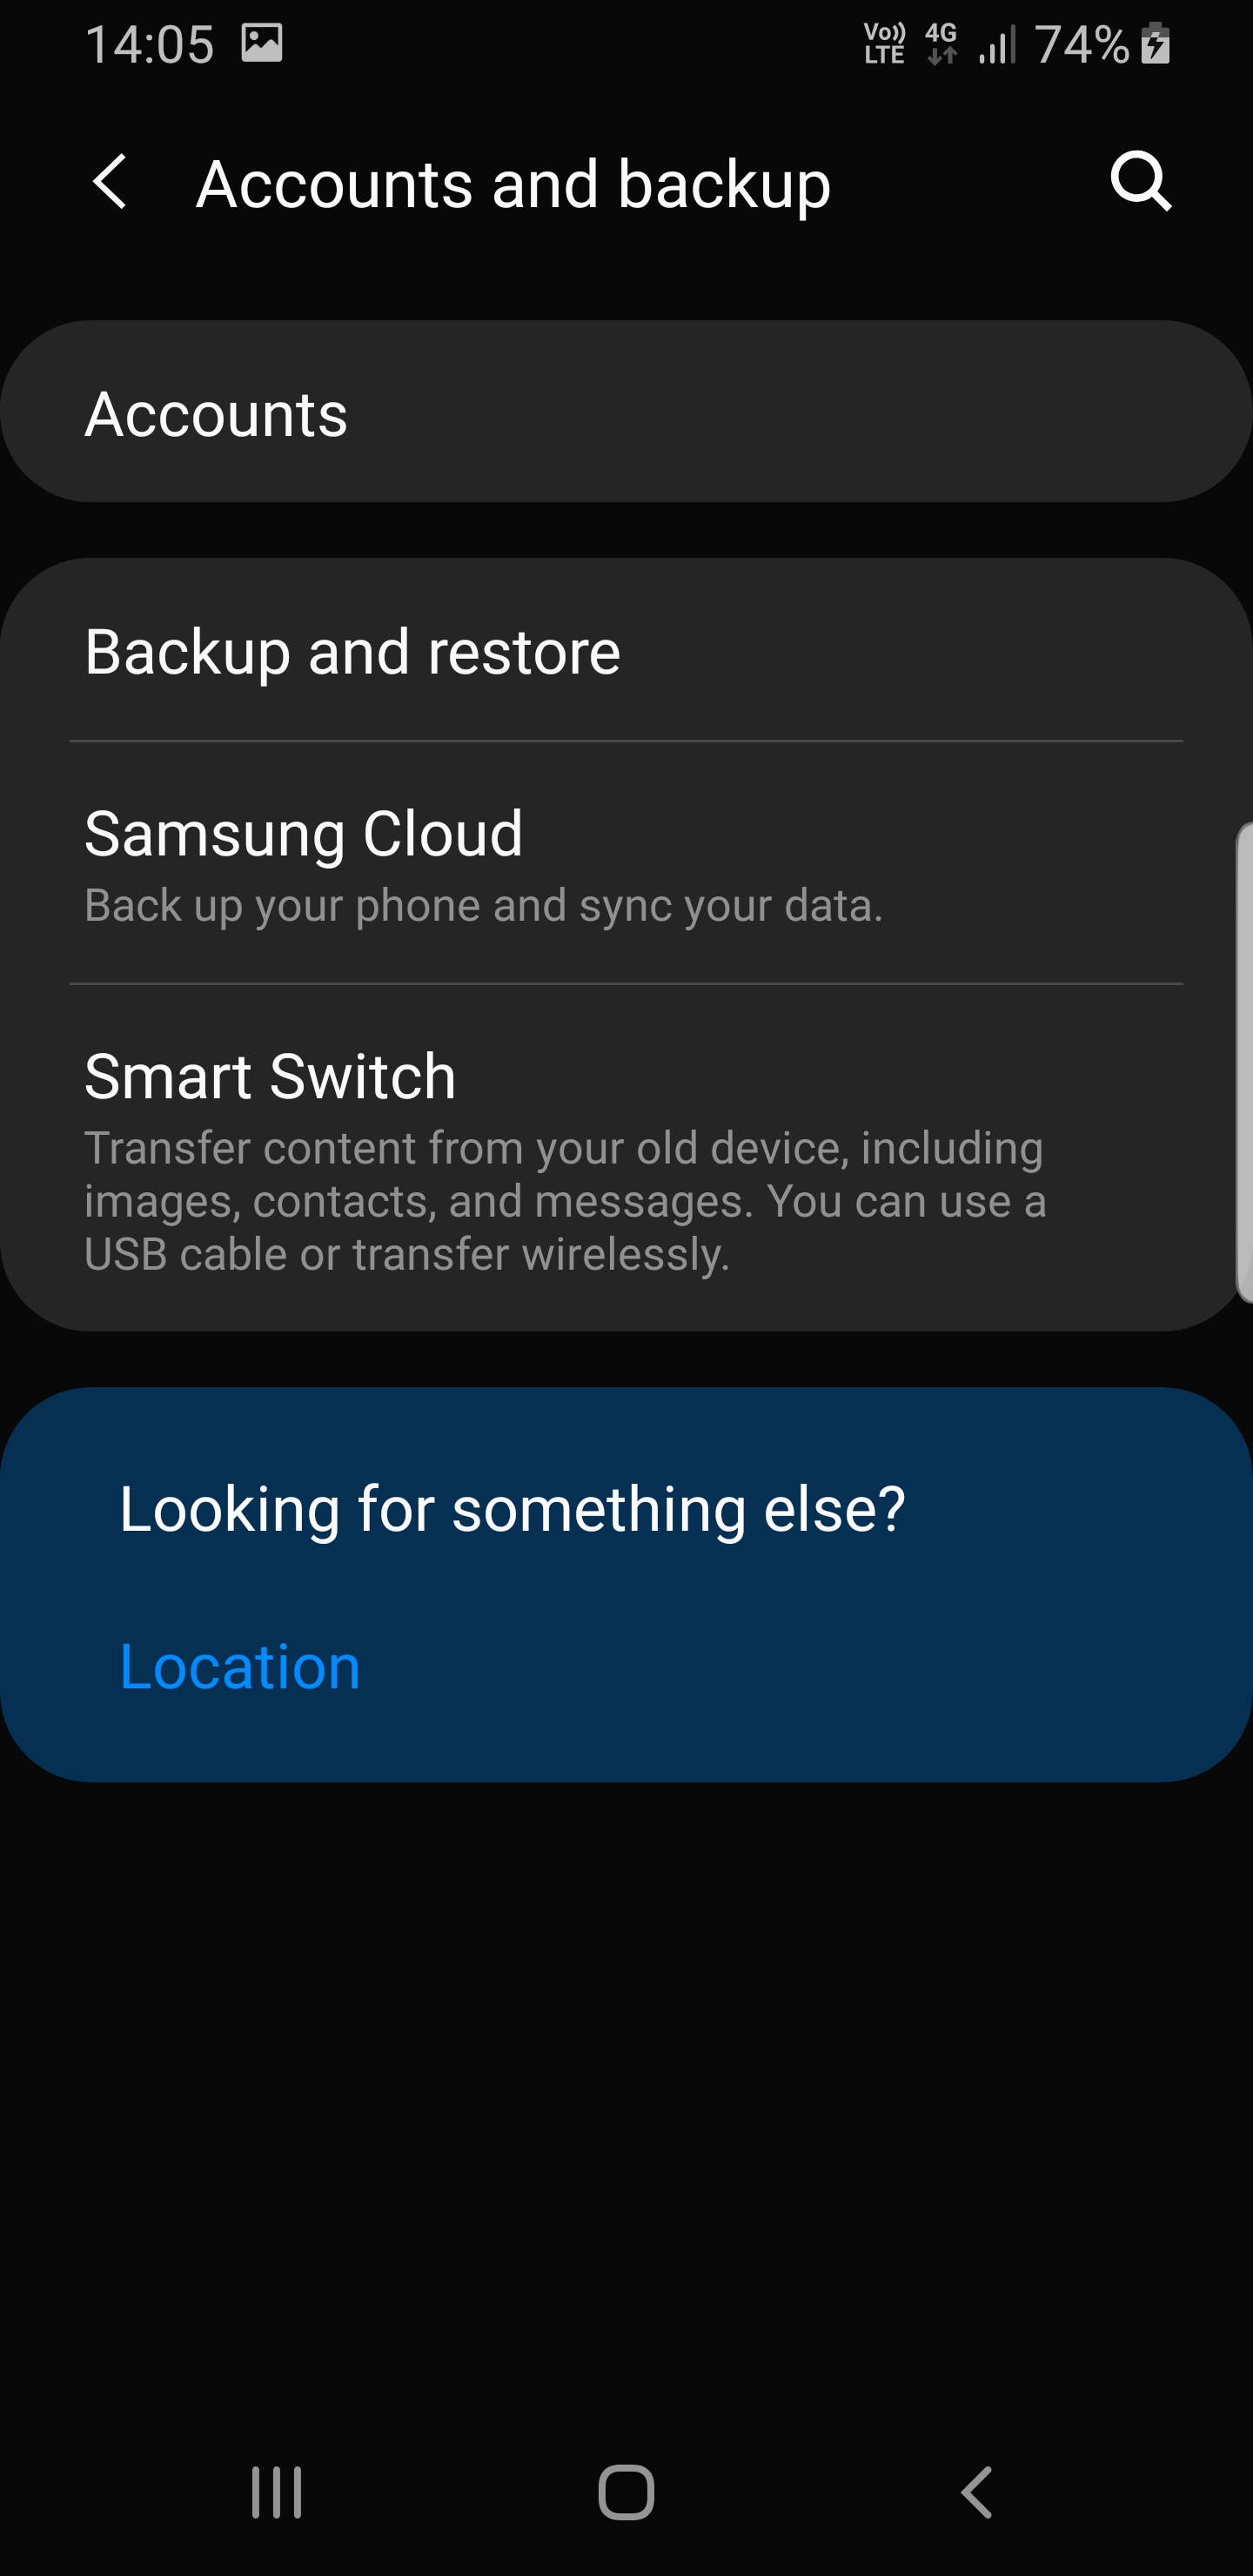 14:05
Vo)) LTE 4G 74%
Accounts and backup
Accounts
Backup and restore
Samsung Cloud
Back up your phone and sync your data.
Smart Switch
Transfer content from your old device, including
images, contacts, and messages. You can use a
USB cable or transfer wirelessly.
Looking for something else?
Location